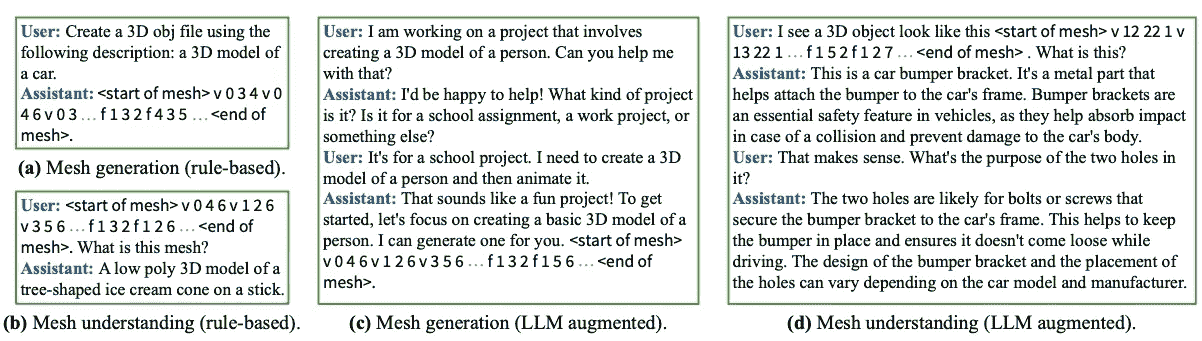 User: Create a 3D obj file using the
following description: a 3D model of
a car.
Assistant: <start of mesh> v 0 3 4 v 0
4 6 v 0 3 … f 1 3 2 f 4 3 5 … <end of
mesh>.
(a) Mesh generation (rule-based).
User: <start of mesh> v 0 4 6 v 1 2 6
v 3 5 6 … f 1 3 2 f 1 2 6 … <end of
mesh>. What is this mesh?
Assistant: A low poly 3D model of a
tree-shaped ice cream cone on a stick.
(b) Mesh understanding (rule-based).
User: I am working on a project that involves
creating a 3D model of a person. Can you help me
with that?
Assistant: I'd be happy to help! What kind of project
is it? Is it for a school assignment, a work project, or
something else?
User: It's for a school project. I need to create a 3D
model of a person and then animate it.
Assistant: That sounds like a fun project! To get
started, let's focus on creating a basic 3D model of a
person. I can generate one for you. <start of mesh>
v 0 4 6 v 1 2 6 v 3 5 6 … f 1 3 2 f 1 5 6 … <end of
mesh>.
(c) Mesh generation (LLM augmented).
User: I see a 3D object look like this <start of mesh> v 12 22 1 v
13 22 1 … f 1 5 2 f 1 2 7 … <end of mesh> . What is this?
Assistant: This is a car bumper bracket. It's a metal part that
helps attach the bumper to the car's frame. Bumper brackets are
an essential safety feature in vehicles, as they help absorb impact
in case of a collision and prevent damage to the car's body.
User: That makes sense. What's the purpose of the two holes in
it?
Assistant: The two holes are likely for bolts or screws that
secure the bumper bracket to the car's frame. This helps to keep
the bumper in place and ensures it doesn't come loose while
driving. The design of the bumper bracket and the placement of
the holes can vary depending on the car model and manufacturer.
(d) Mesh understanding (LLM augmented).